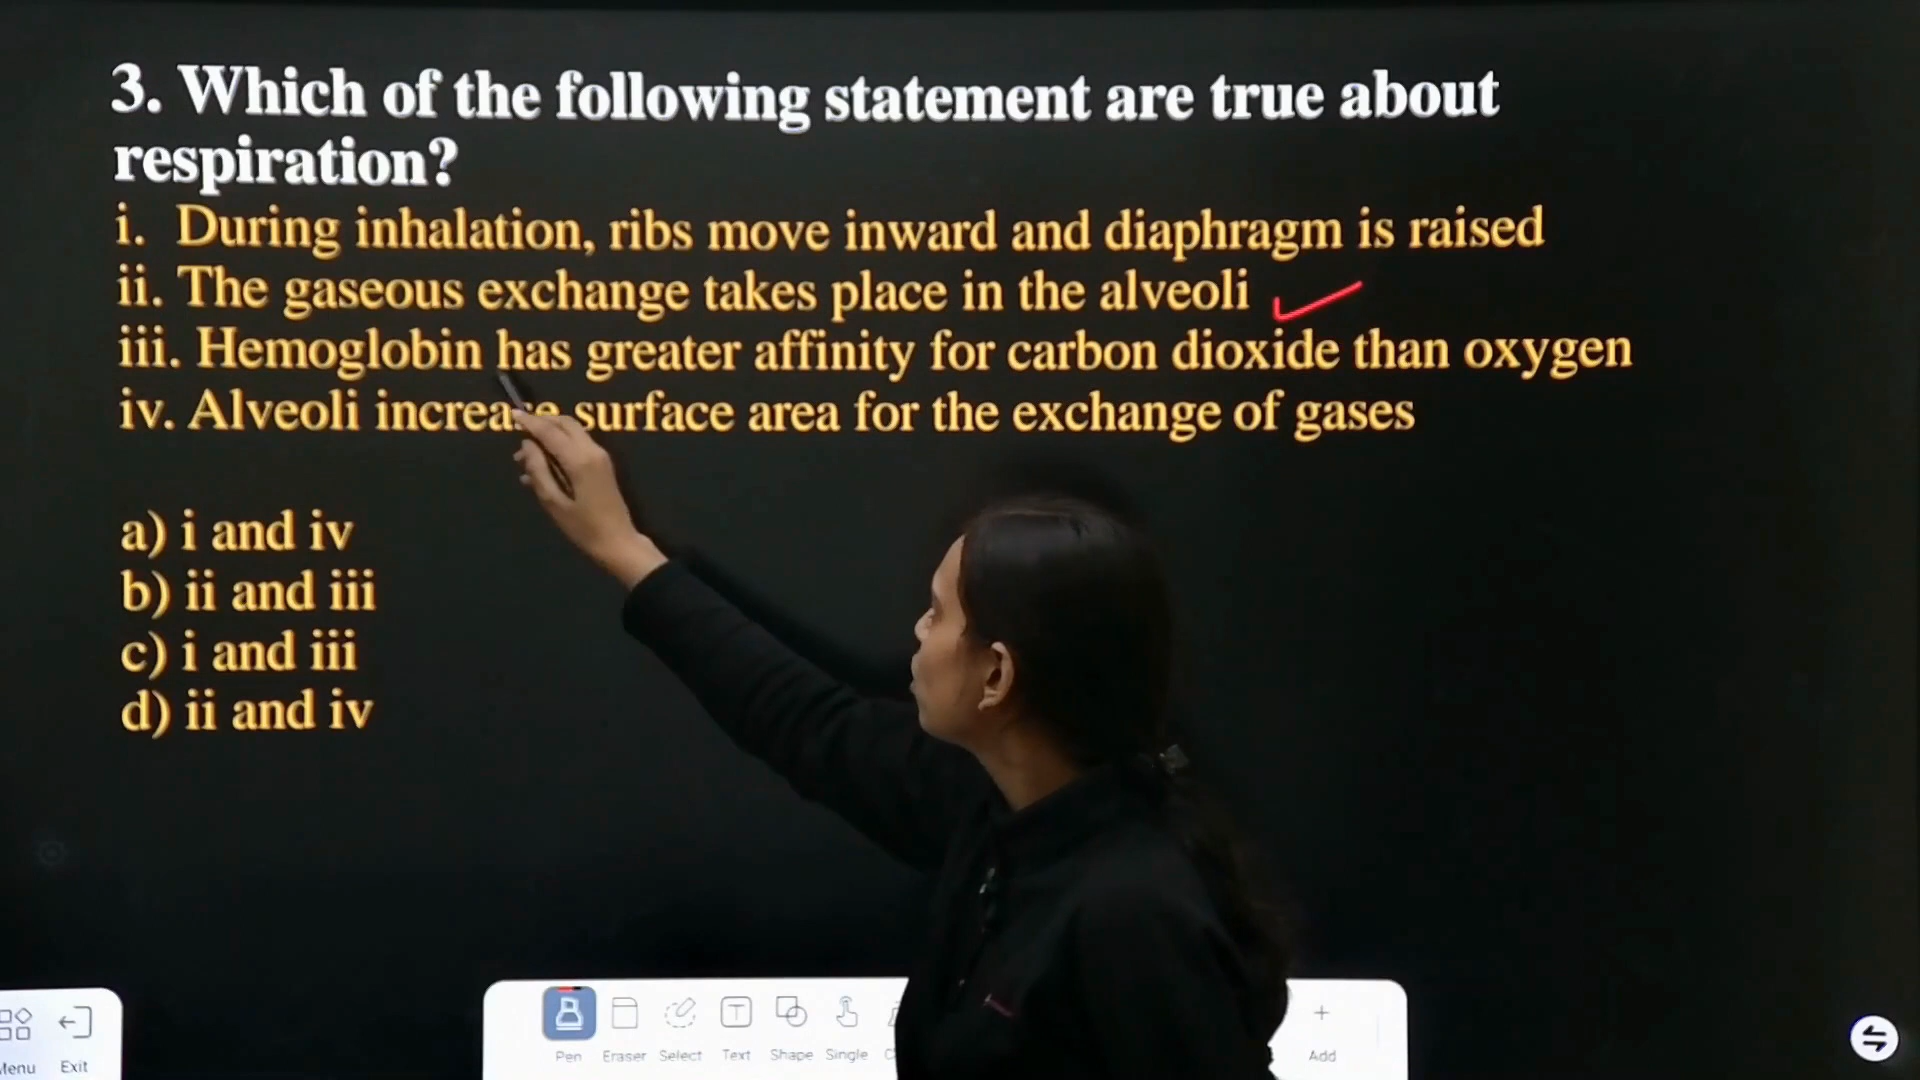 3. Which of the following statement are true about
respiration?
i. During inhalation, ribs move inward and diaphragm is raised
ii. The gaseous exchange takes place in the alveoli
iii. Hemoglobin has greater affinity for carbon dioxide than oxygen
iv. Alveoli increase surface area for the exchange of gases
a) i and iv
b) ii and iii
c) i and iii
d) ii and iv
Menu Exit
Pen Eraser Select Text Shape Single Add